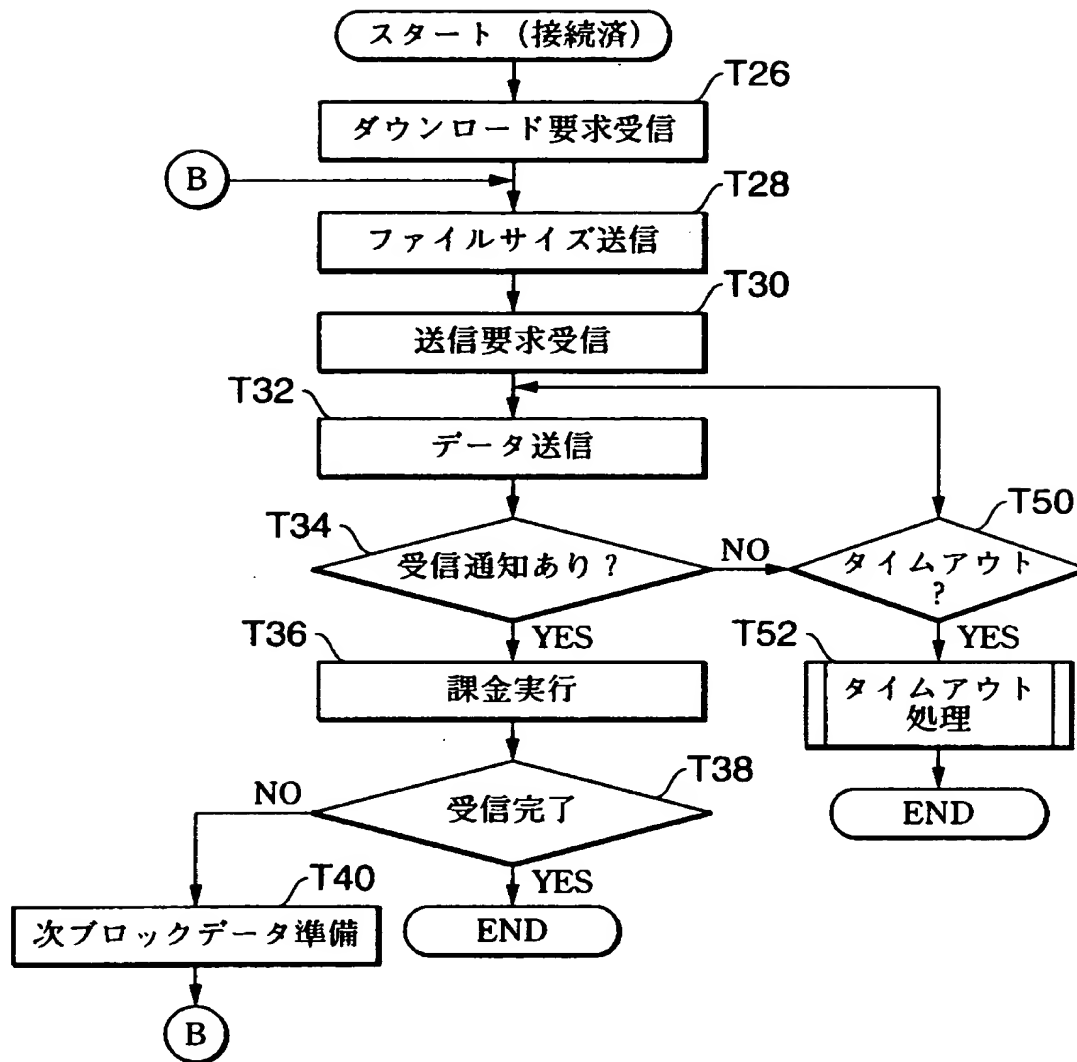 スタート (接続済)
T26
ダウンロード要求受信
B
T28
ファイルサイズ送信
T30
送信要求受信
T32
データ送信
T34
受信通知あり?
NO
T50
タイムアウト
?
YES
YES
T36
課金実行
T52
タイムアウト
処理
T38
受信完了
NO
YES
END
END
T40
次ブロックデータ準備
B